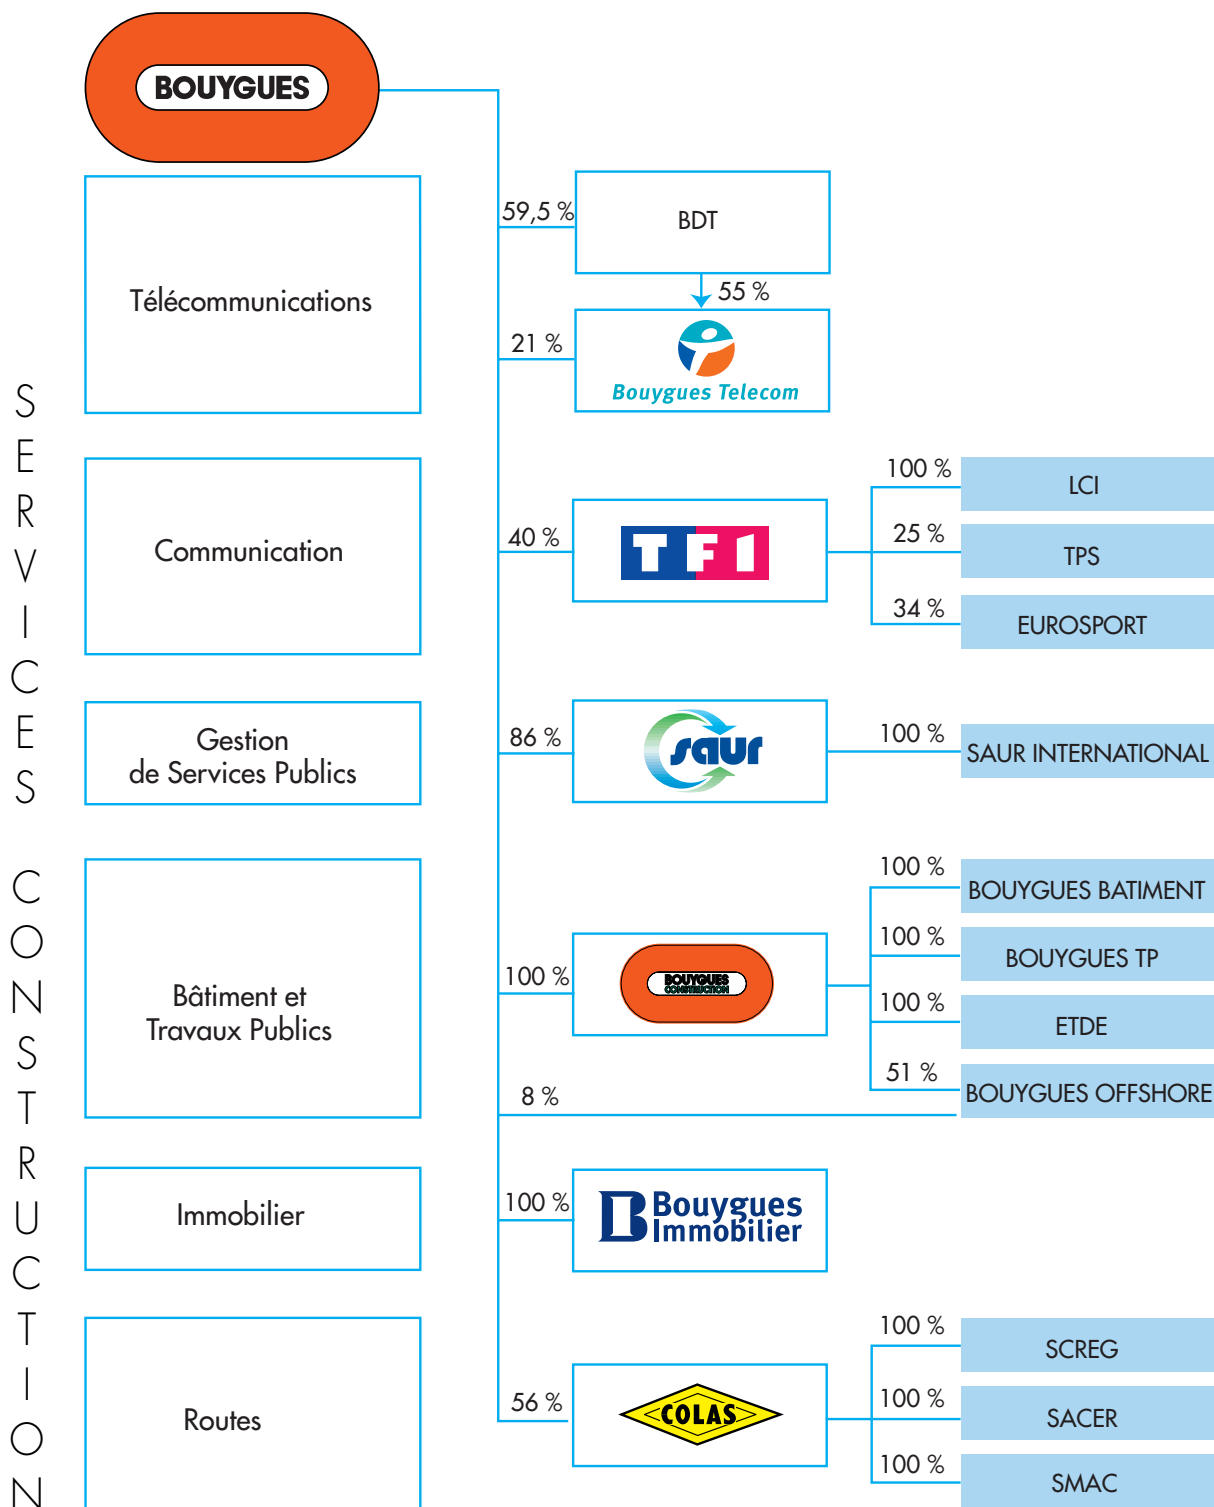 BOUYGUES
SERVICES
CONSTRUCTION
Télécommunications
59,5 %
BDT
55 %
21 %
Bouygues Telecom
Communication
40 %
TF1
100 %
LCI
25 %
TPS
34 %
EUROSPORT
Gestion
de Services Publics
86 %
saur
100 %
SAUR INTERNATIONAL
Bâtiment et
Travaux Publics
100 %
BOUYGUES
CONSTRUCTION
100 %
BOUYGUES BATIMENT
100 %
BOUYGUES TP
100 %
ETDE
51 %
BOUYGUES OFFSHORE
8 %
Immobilier
100 %
Bouygues
Immobilier
Routes
56 %
COLAS
100 %
SCREG
100 %
SACER
100 %
SMAC